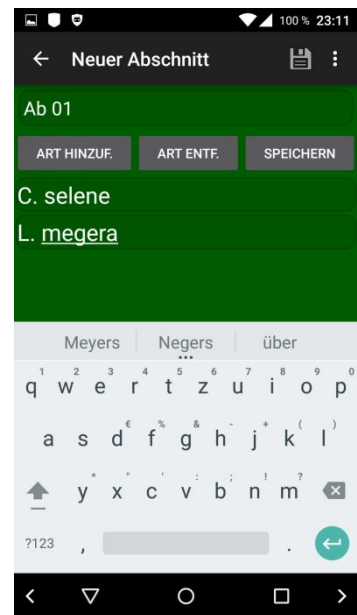 100 % 23:11
Neuer Abschnitt
Ab 01
ART HINZUF. ART ENTF. SPEICHERN
C. selene
L. megera
Meyers Negers über
1 2 3 4 5 6 7 8 9 0
q w e r t z u i o p
€ % & - + ( )
a s d f g h j k l
* " ' : ; ! ?
y x c v b n m
?123 , .